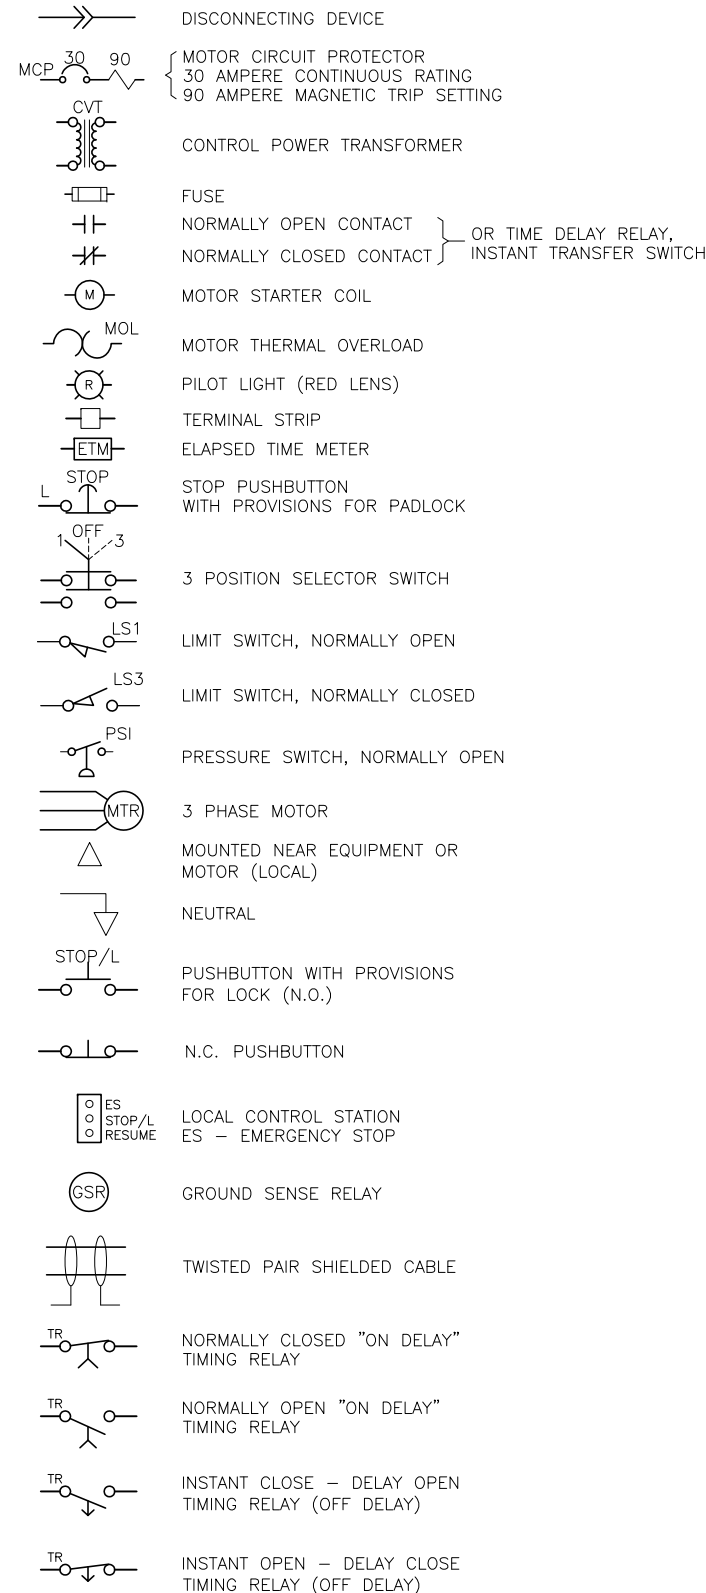 DISCONNECTING DEVICE
MCP 30 90
MOTOR CIRCUIT PROTECTOR
30 AMPERE CONTINUOUS RATING
90 AMPERE MAGNETIC TRIP SETTING
CVT
CONTROL POWER TRANSFORMER
FUSE
NORMALLY OPEN CONTACT
NORMALLY CLOSED CONTACT
OR TIME DELAY RELAY,
INSTANT TRANSFER SWITCH
M
MOTOR STARTER COIL
MOL
MOTOR THERMAL OVERLOAD
R
PILOT LIGHT (RED LENS)
TERMINAL STRIP
ETM
ELAPSED TIME METER
STOP
L
STOP PUSHBUTTON
WITH PROVISIONS FOR PADLOCK
OFF
1 3
3 POSITION SELECTOR SWITCH
LS1
LIMIT SWITCH, NORMALLY OPEN
LS3
LIMIT SWITCH, NORMALLY CLOSED
PSI
PRESSURE SWITCH, NORMALLY OPEN
MTR
3 PHASE MOTOR
MOUNTED NEAR EQUIPMENT OR
MOTOR (LOCAL)
NEUTRAL
STOP/L
PUSHBUTTON WITH PROVISIONS
FOR LOCK (N.O.)
N.C. PUSHBUTTON
ES
STOP/L
RESUME
LOCAL CONTROL STATION
ES – EMERGENCY STOP
GSR
GROUND SENSE RELAY
TWISTED PAIR SHIELDED CABLE
TR
NORMALLY CLOSED "ON DELAY"
TIMING RELAY
TR
NORMALLY OPEN "ON DELAY"
TIMING RELAY
TR
INSTANT CLOSE – DELAY OPEN
TIMING RELAY (OFF DELAY)
TR
INSTANT OPEN – DELAY CLOSE
TIMING RELAY (OFF DELAY)